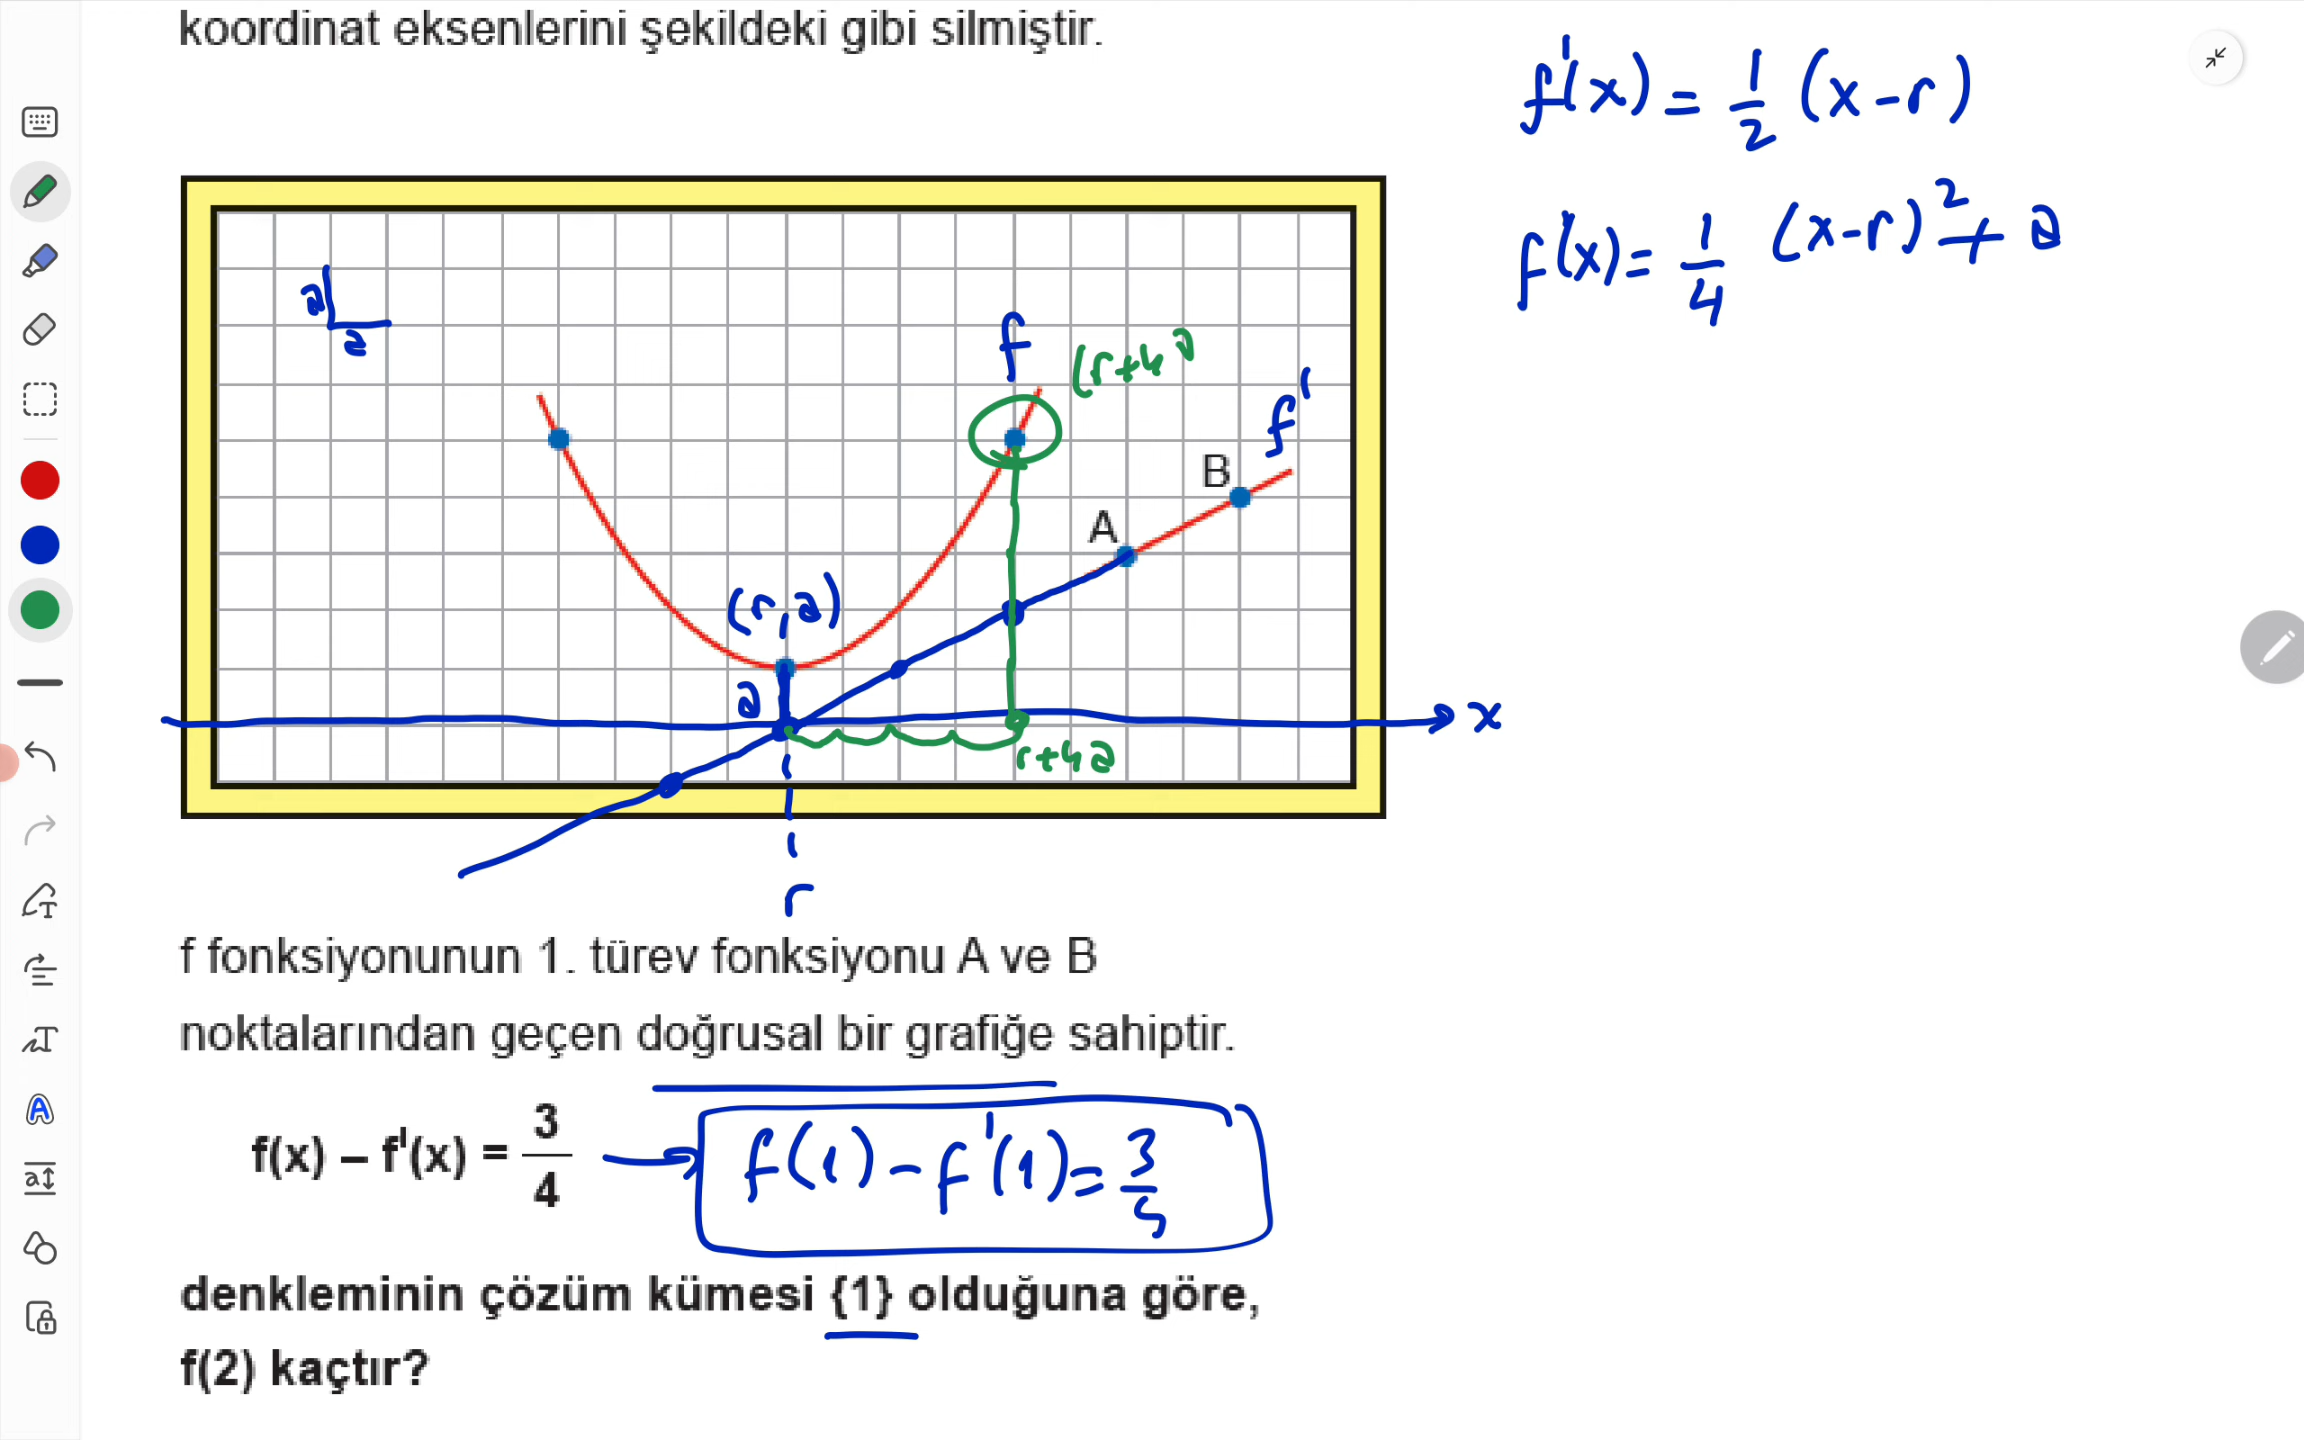 koordinat eksenlerini şekildeki gibi silmiştir.
f'(x) = 1/2 (x-r)
f(x) = 1/4 (x-r)² + a
a
a
f
(r+4a
f'
B
A
(r, a)
a
x
r+4a
r
f fonksiyonunun 1. türev fonksiyonu A ve B
noktalarından geçen doğrusal bir grafiğe sahiptir.
f(x) – f'(x) = 3/4 → f(1) - f'(1) = 3/4
denkleminin çözüm kümesi {1} olduğuna göre,
f(2) kaçtır?